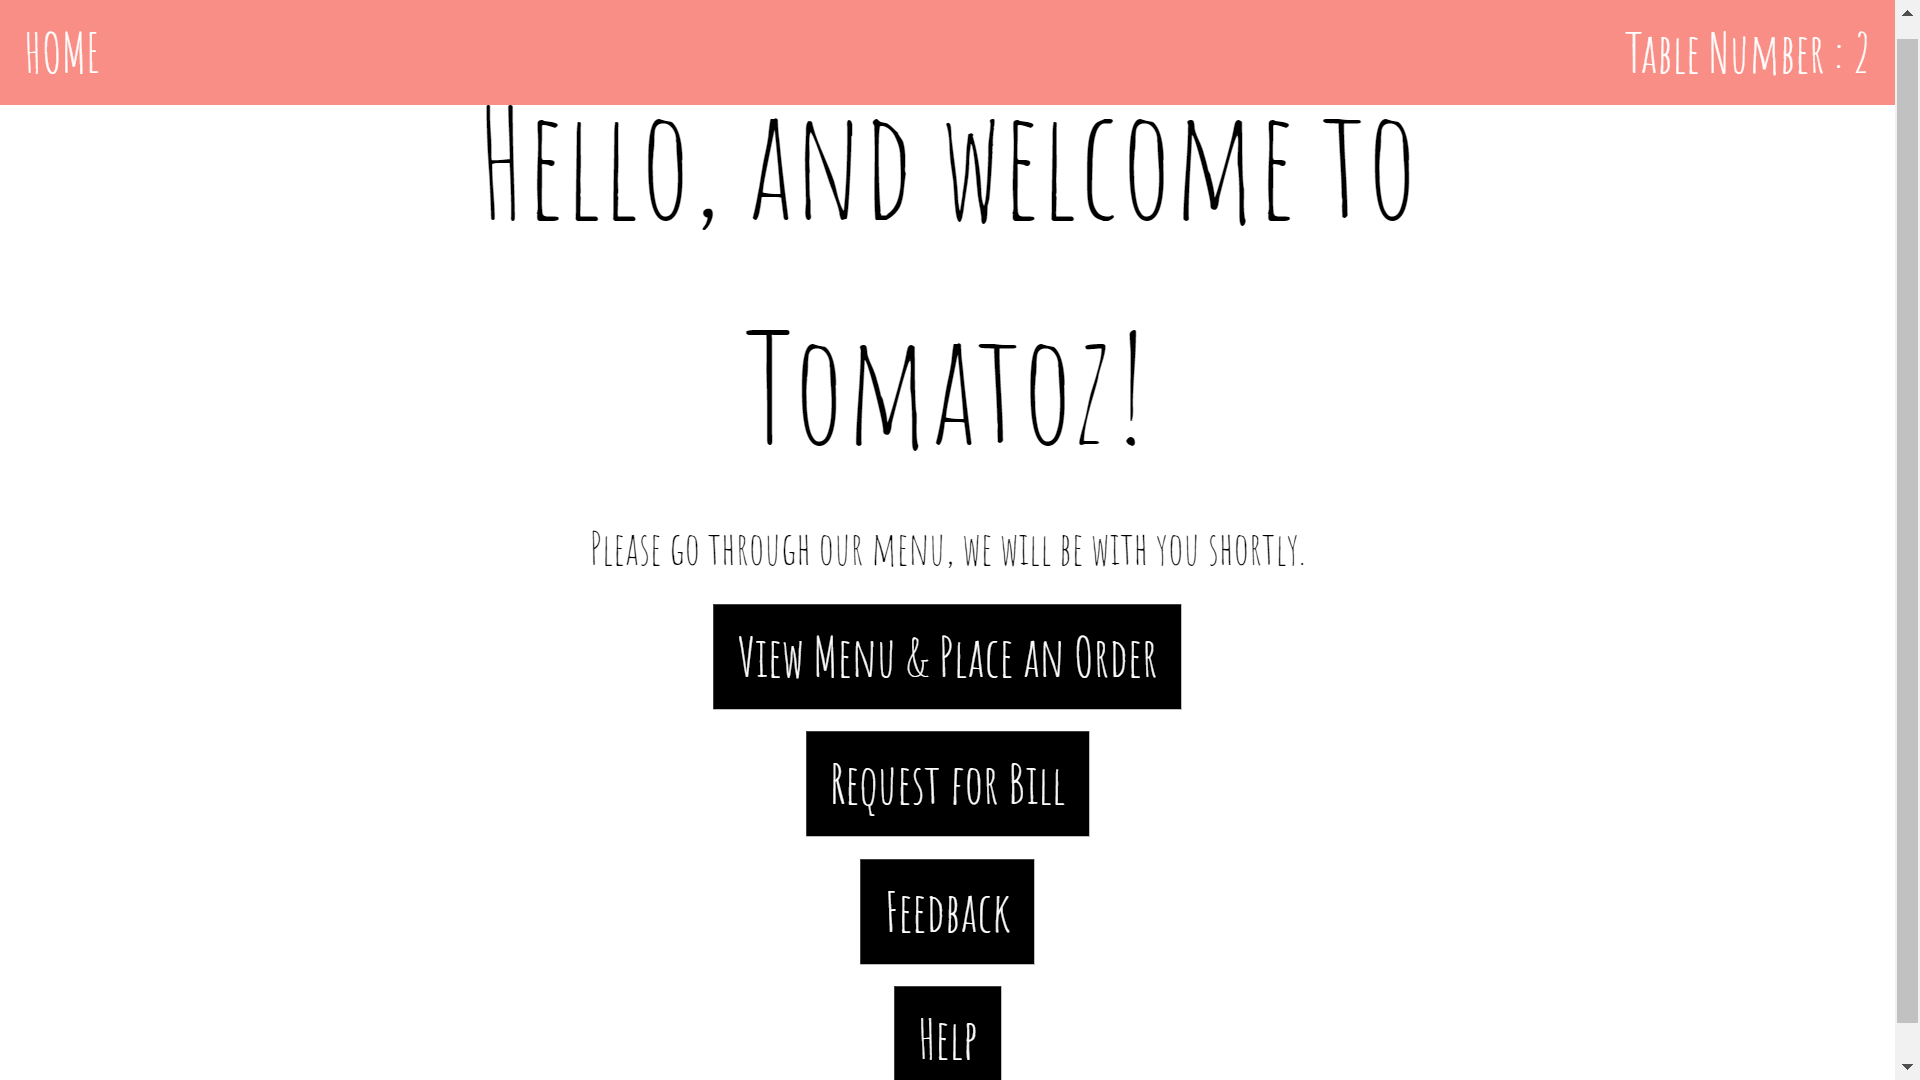 HOME
Table Number : 2
Hello, and welcome to
Tomatoz!
Please go through our menu, we will be with you shortly.
View Menu & Place an Order
Request for Bill
Feedback
Help